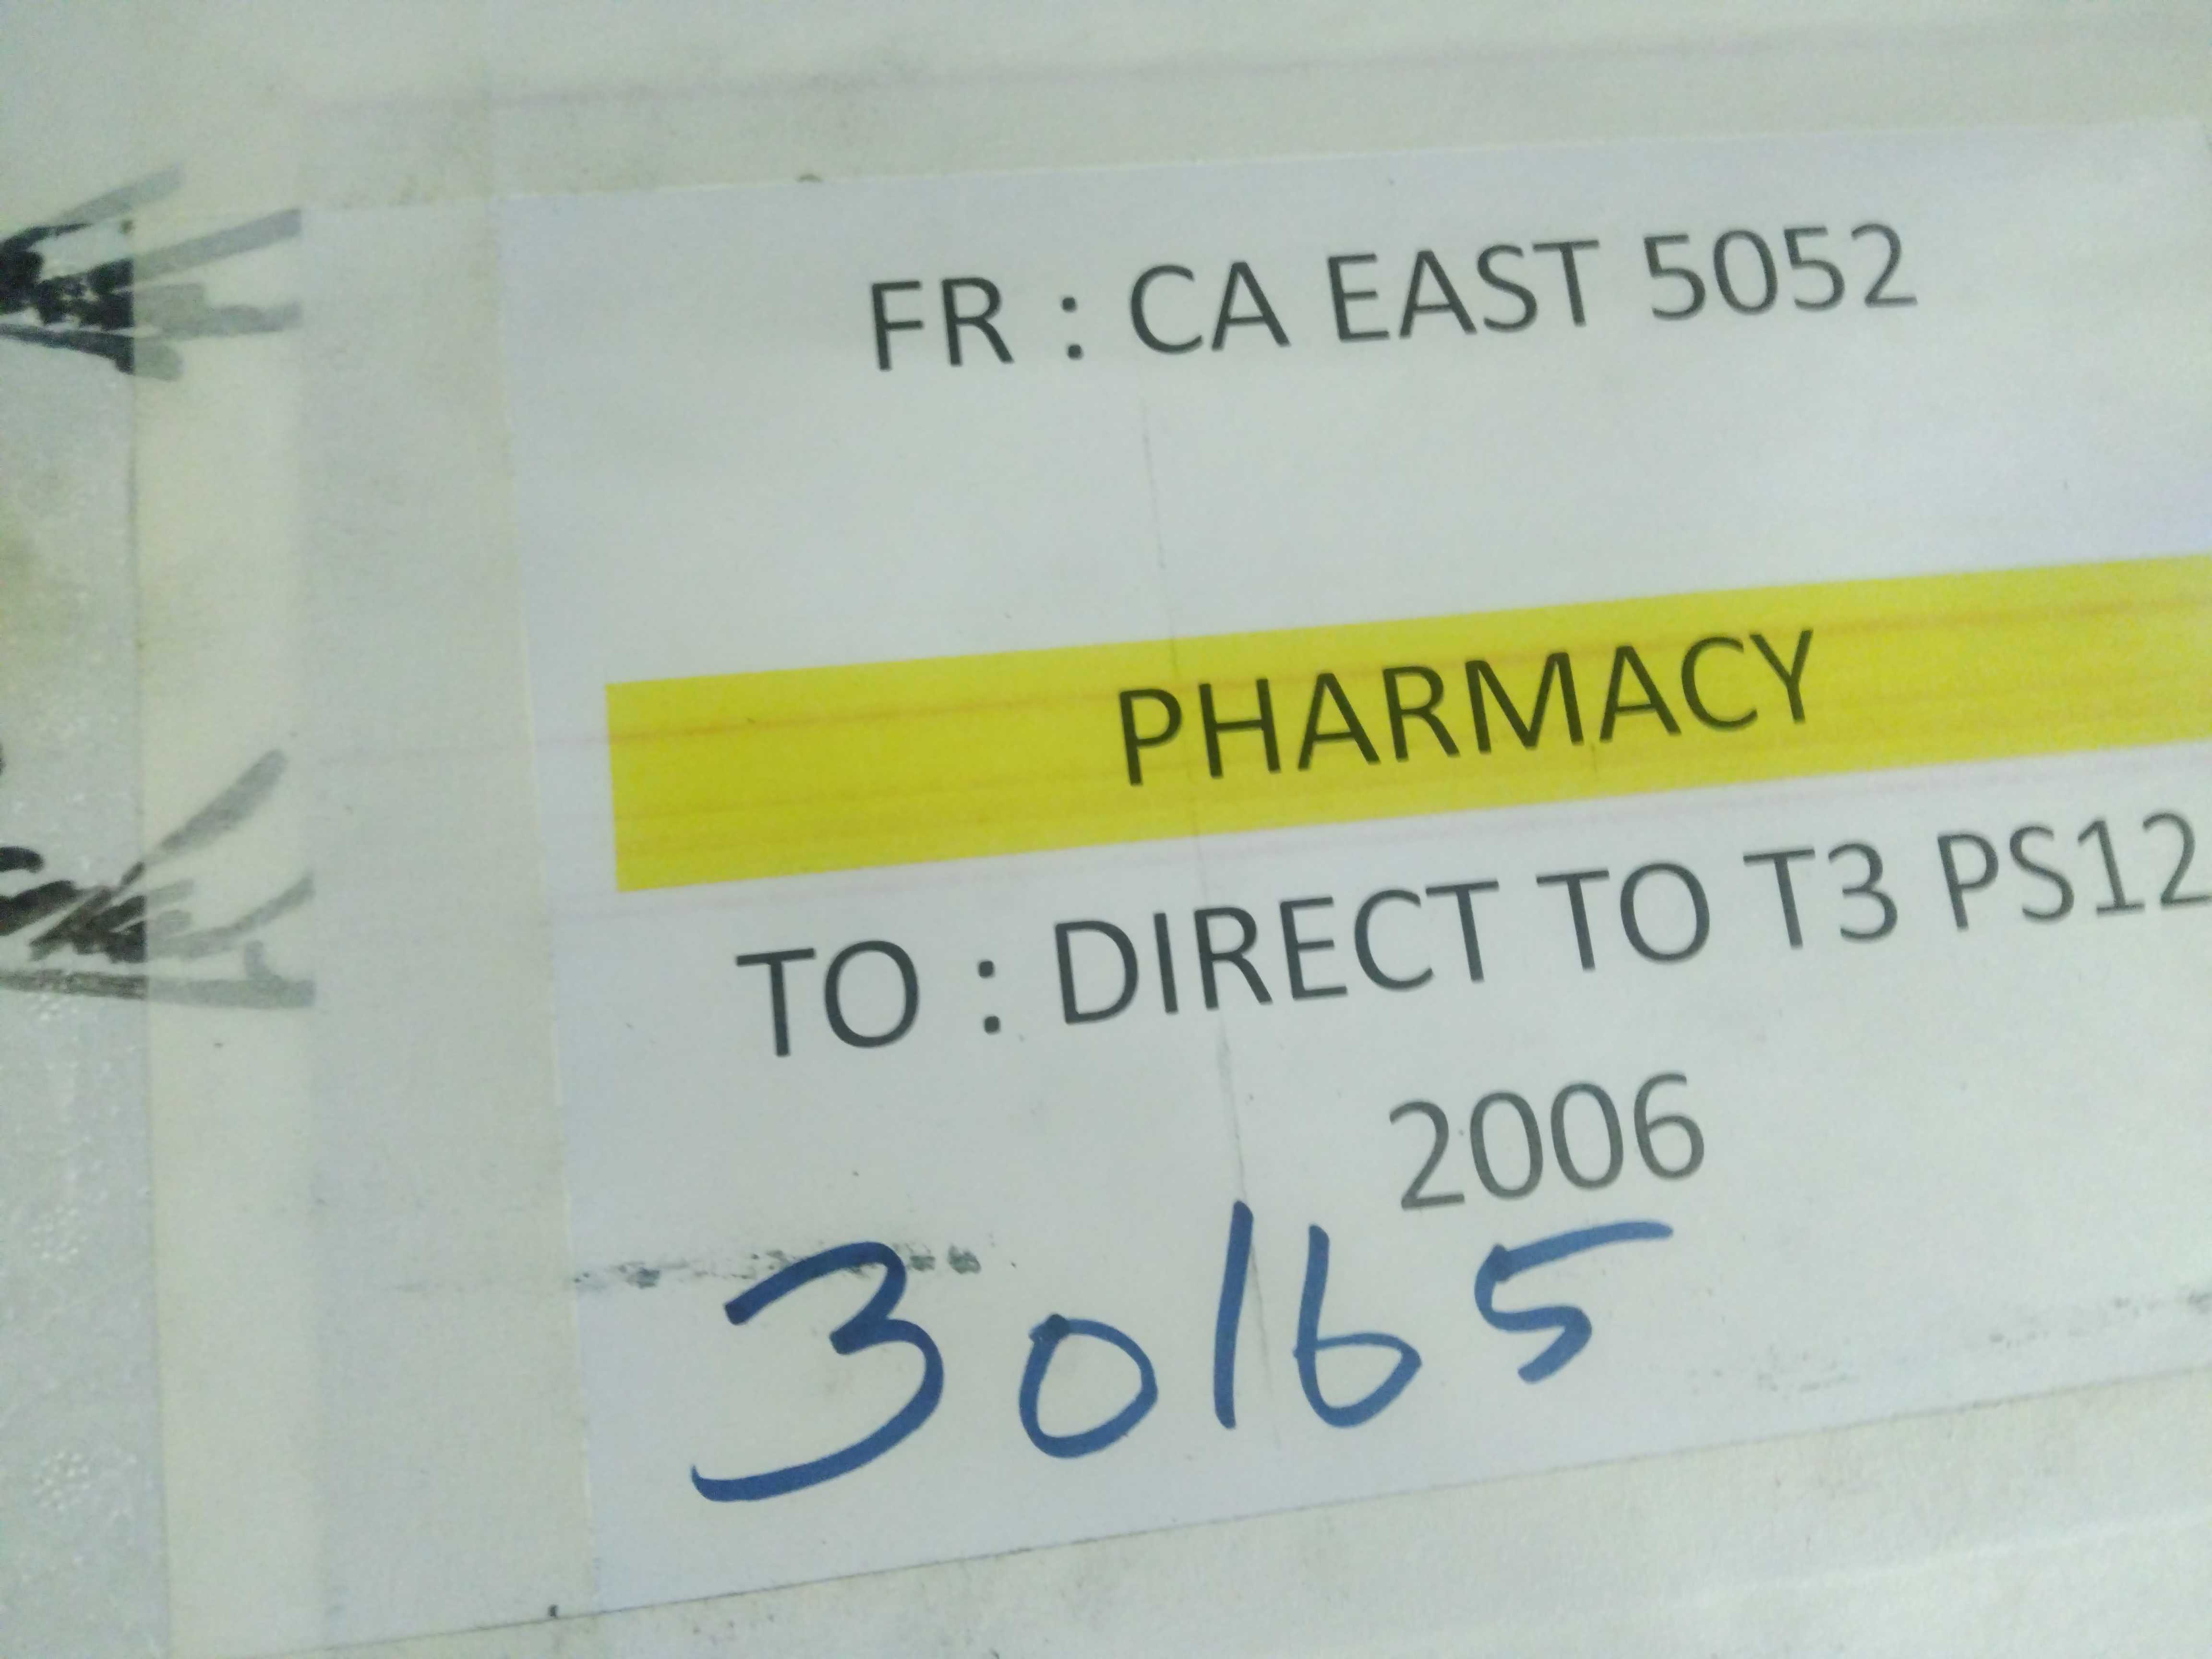 FR : CA EAST 5052
PHARMACY
TO : DIRECT TO T3 PS12
2006
30165